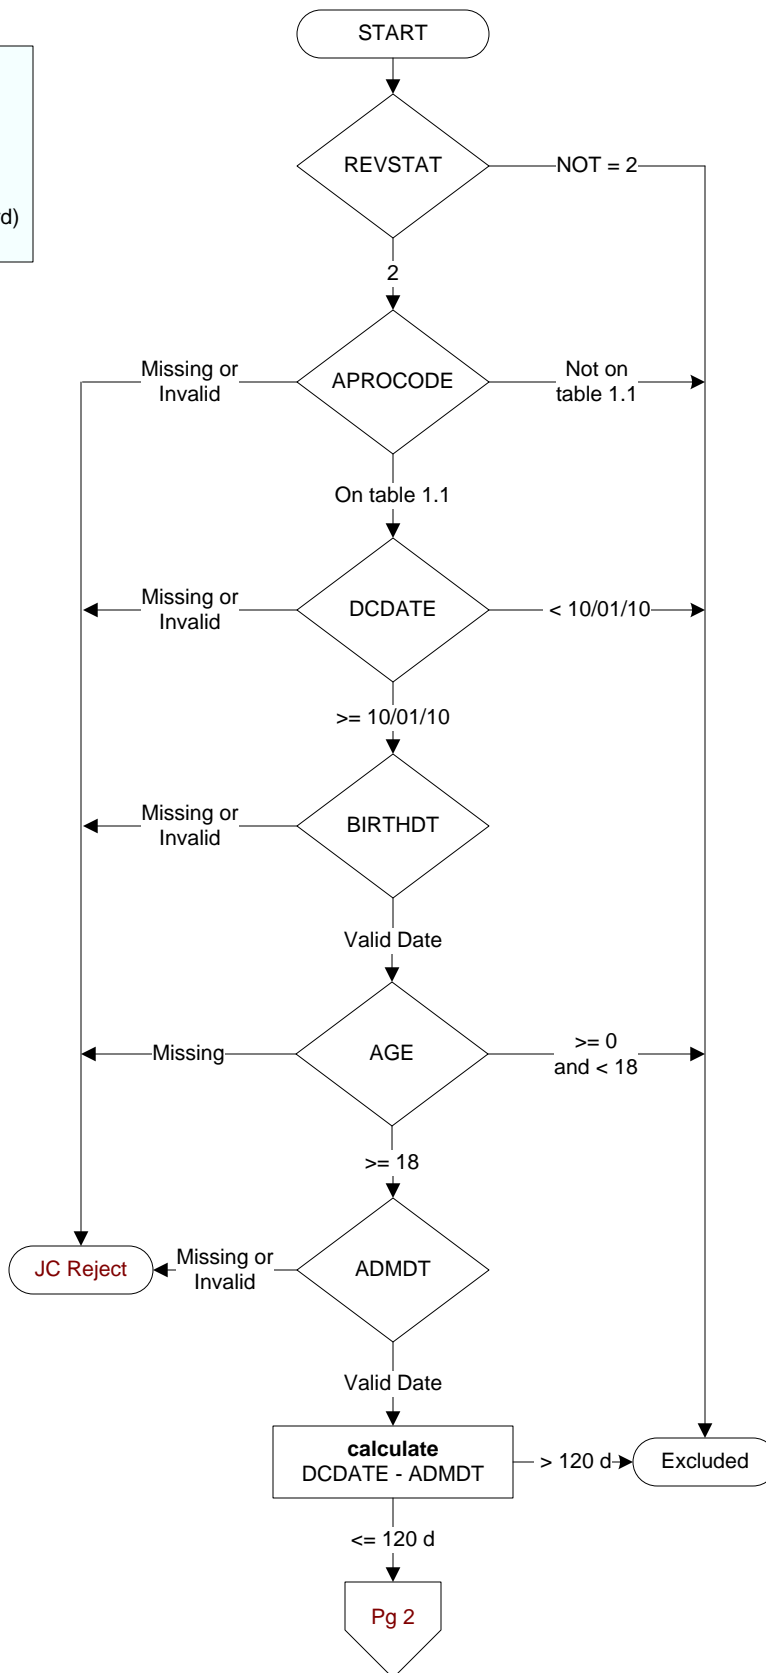 START
REVSTAT
NOT = 2
d)
2
Missing or
Invalid
APROCODE
Not on
table 1.1
On table 1.1
Missing or
Invalid
DCDATE
< 10/01/10
>= 10/01/10
Missing or
Invalid
BIRTHDT
Valid Date
Missing
AGE
>= 0
and < 18
>= 18
JC Reject
Missing or
Invalid
ADMDT
Valid Date
calculate
DCDATE - ADMDT
> 120 d
Excluded
<= 120 d
Pg 2